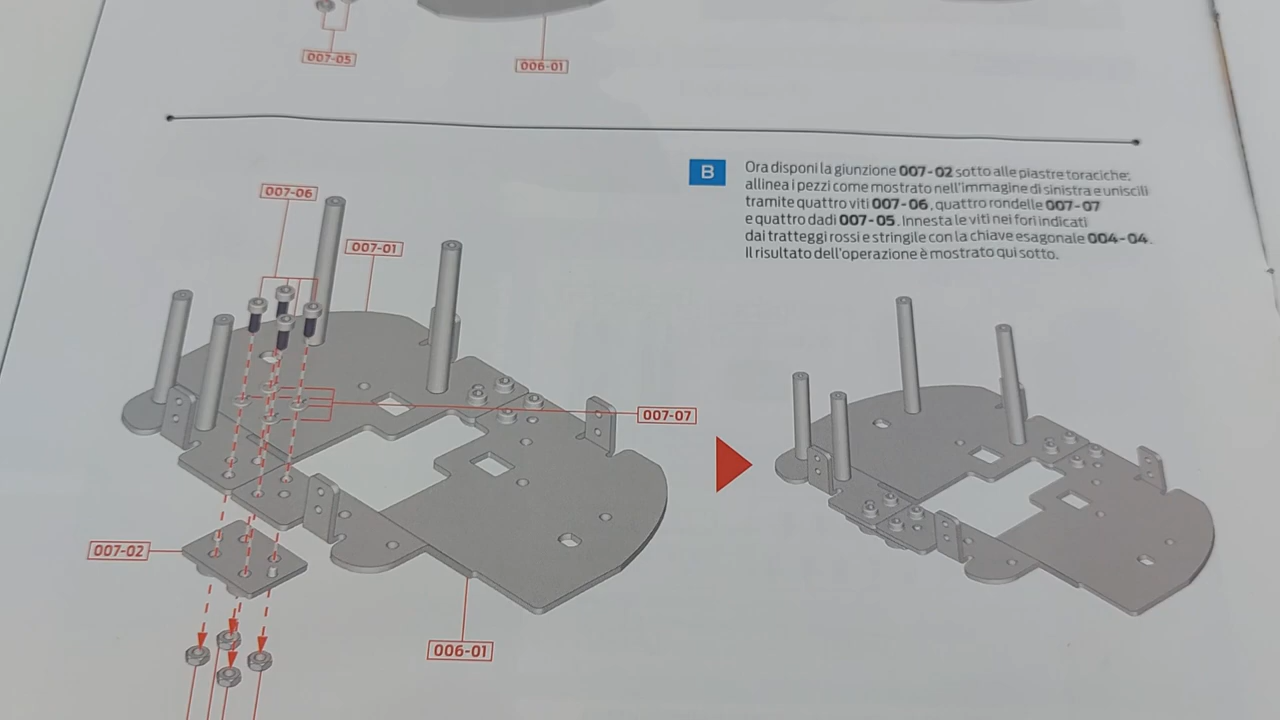 007-05
006-01
B
Ora disponi la giunzione 007-02 sotto alle piastre toraciche;
allinea i pezzi come mostrato nell'immagine di sinistra e uniscili
tramite quattro viti 007-06, quattro rondelle 007-07
e quattro dadi 007-05. Innesta le viti nei fori indicati
dai tratteggi rossi e stringile con la chiave esagonale 004-04.
Il risultato dell'operazione è mostrato qui sotto.
007-06
007-01
007-07
007-02
006-01